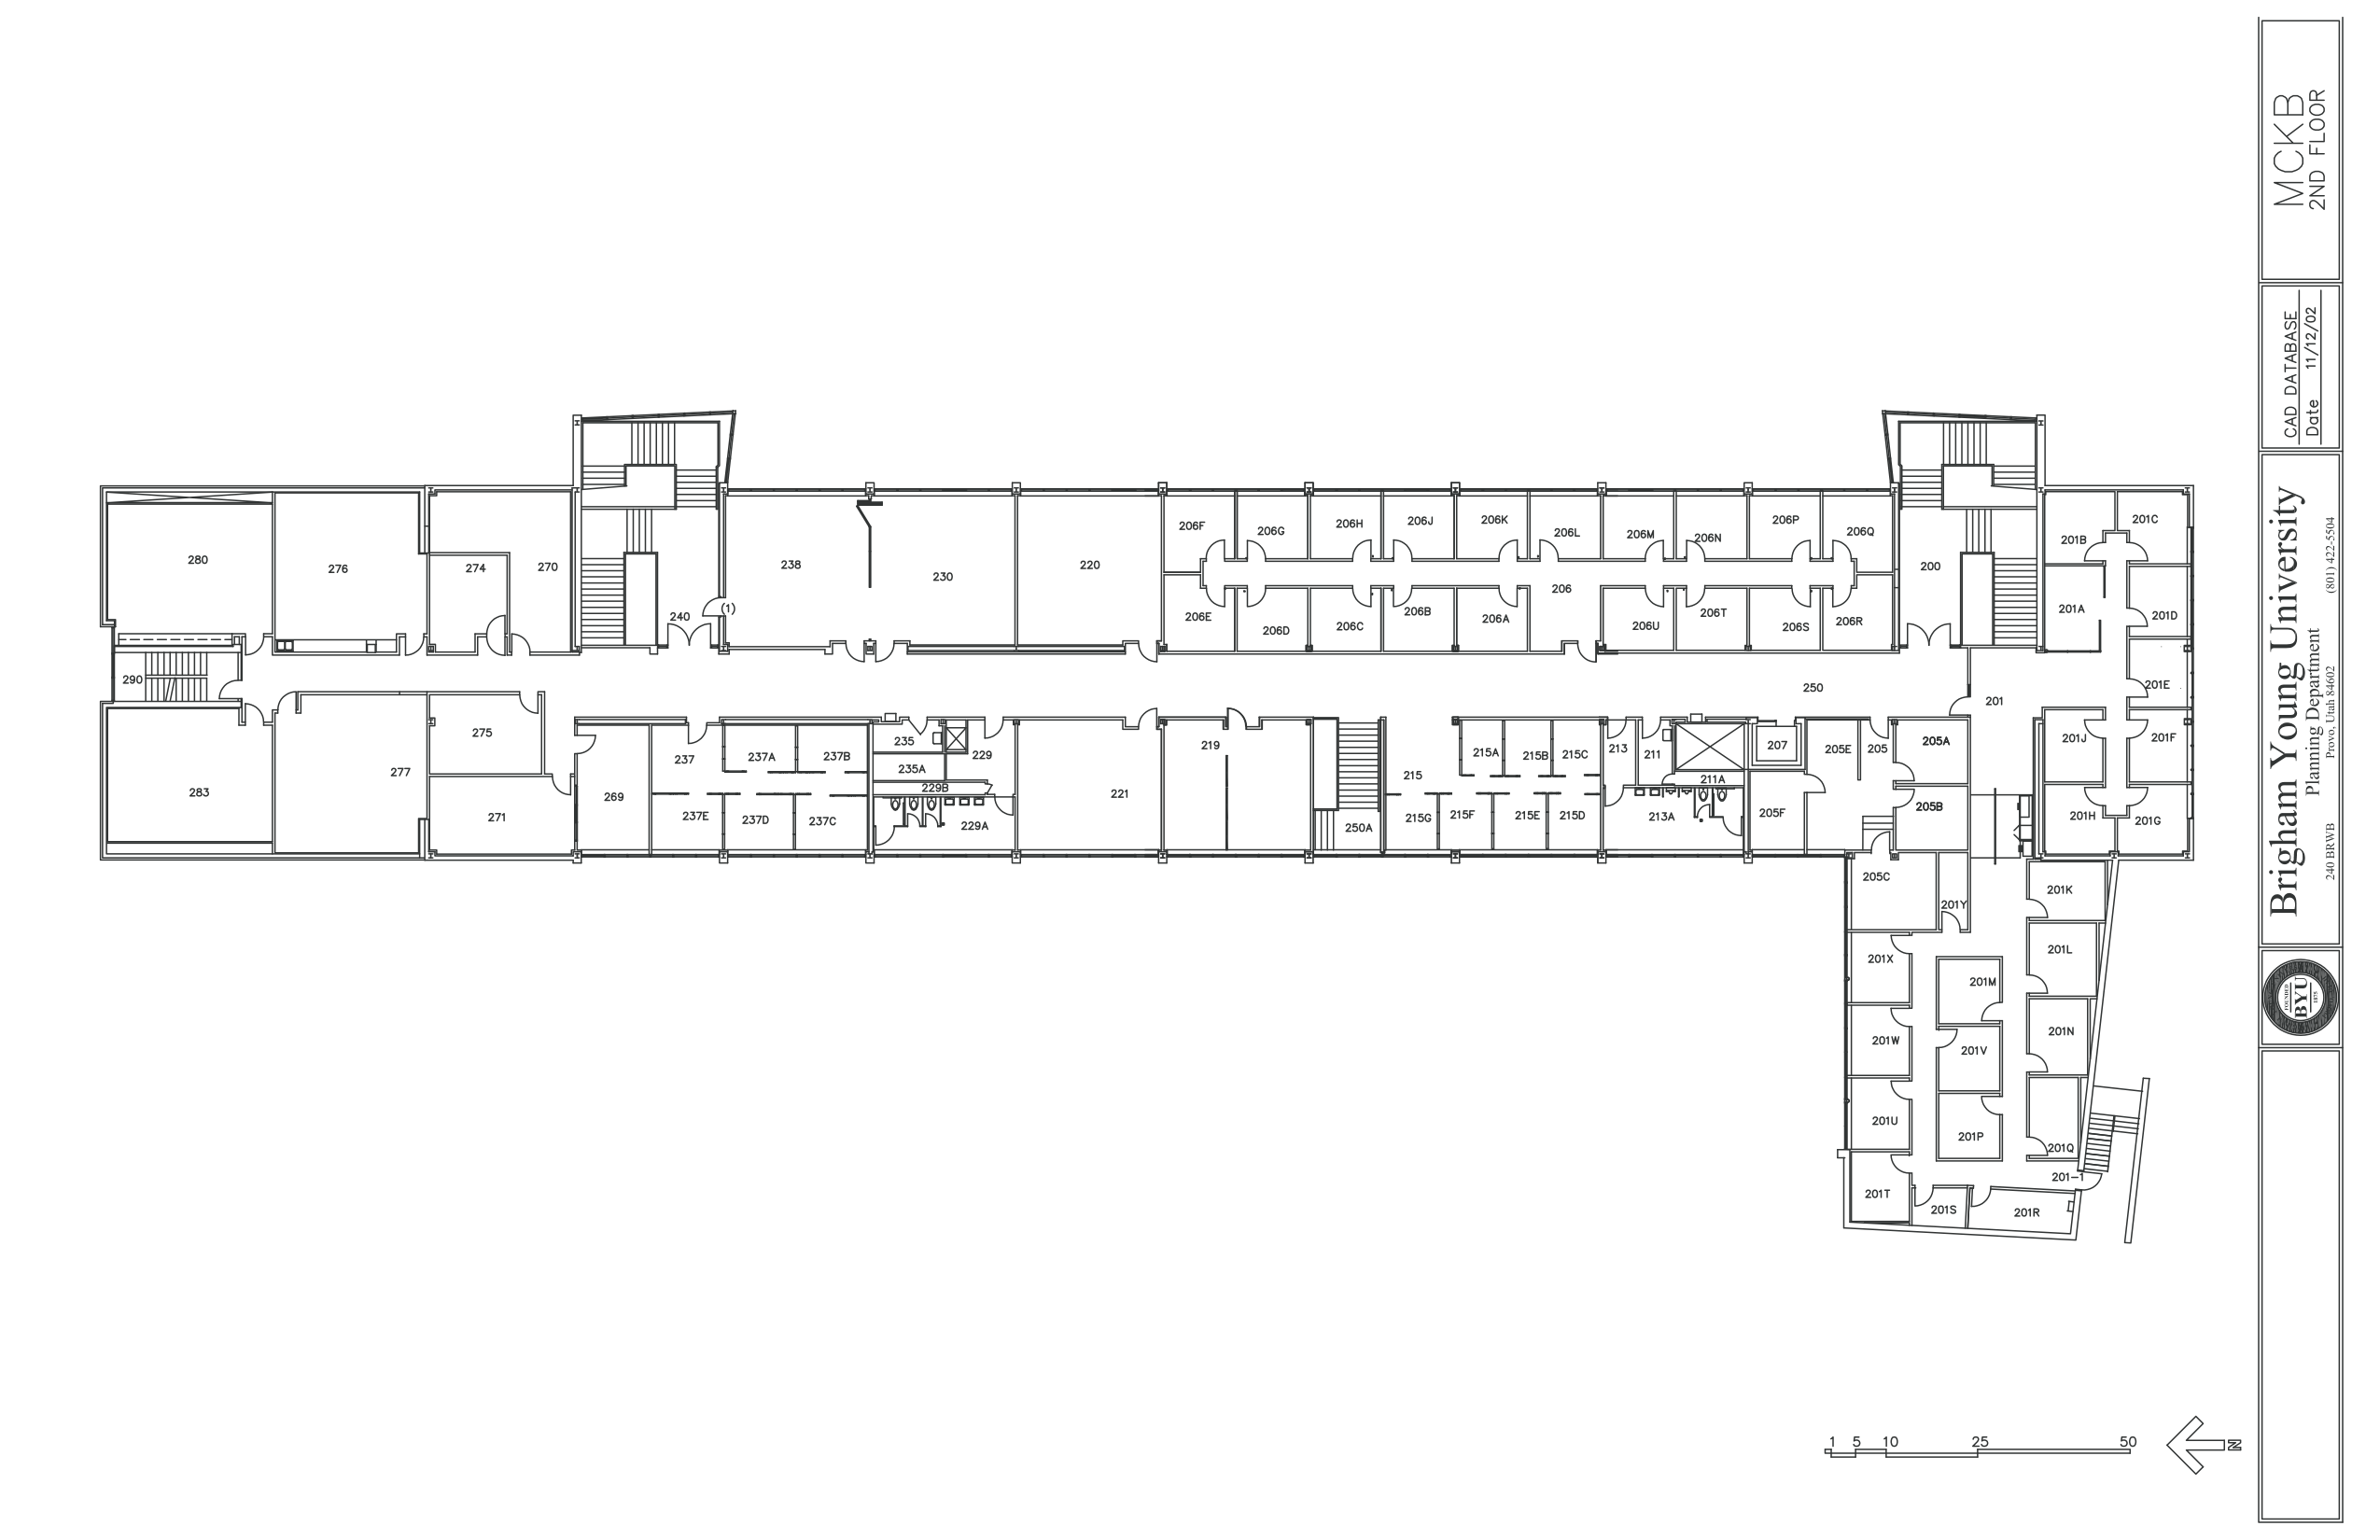 MCKB
2ND FLOOR
CAD DATABASE
Date 11/12/02
Brigham Young University
Planning Department
240 BRWB Provo, Utah 84602 (801) 422-5504
FOUNDED
BYU
1875
280
276
274
270
240
(1)
238
230
220
206F
206G
206H
206J
206K
206L
206M
206N
206P
206Q
206E
206D
206C
206B
206A
206
206U
206T
206S
206R
200
201B
201C
201A
201D
201E
290
250
201
283
277
275
271
269
237
237A
237B
237E
237D
237C
235
235A
229
229B
229A
221
219
250A
215
215A
215B
215C
215G
215F
215E
215D
213
211
211A
213A
207
205E
205
205A
205F
205B
201J
201F
201H
201G
205C
201Y
201K
201X
201M
201L
201W
201V
201N
201U
201P
201Q
201T
201S
201R
201-1
1 5 10 25 50
N